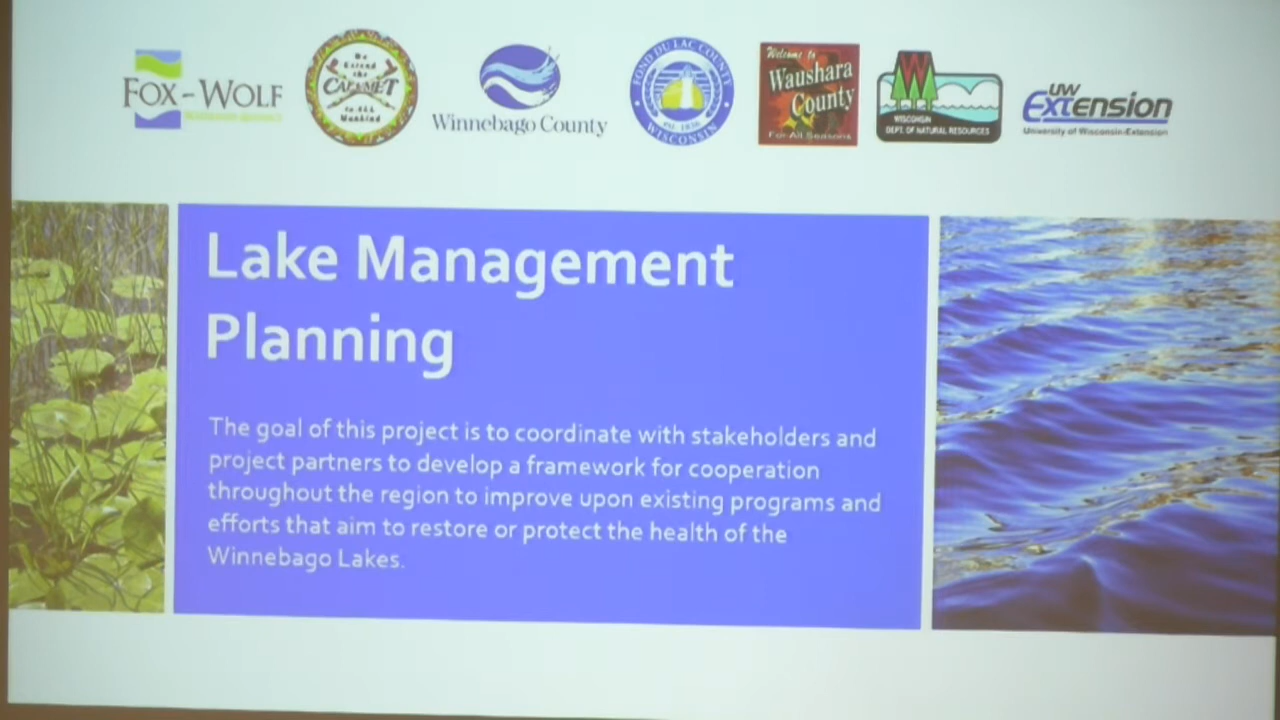 FOX-WOLF
We
Extend
the
CALUMET
to ALL
Mankind
Winnebago County
FOND DU LAC COUNTY
est. 1836
WISCONSIN
Welcome to
Waushara
County
For All Seasons
W
WISCONSIN
DEPT. OF NATURAL RESOURCES
UW
Extension
University of Wisconsin-Extension
Lake Management
Planning
The goal of this project is to coordinate with stakeholders and
project partners to develop a framework for cooperation
throughout the region to improve upon existing programs and
efforts that aim to restore or protect the health of the
Winnebago Lakes.